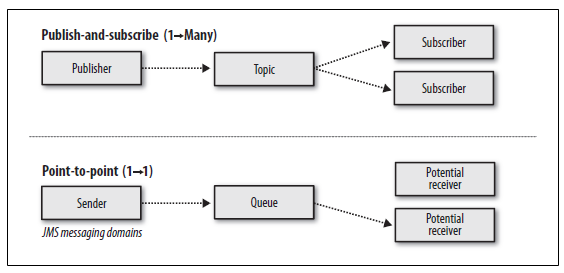 Publish-and-subscribe (1→Many)
Publisher
Topic
Subscriber
Subscriber
Point-to-point (1→1)
Sender
Queue
Potential
receiver
Potential
receiver
JMS messaging domains